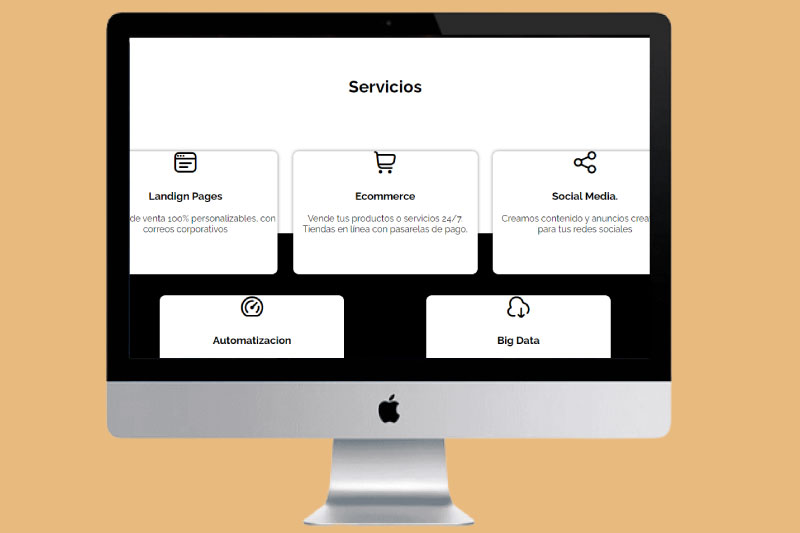 Servicios
Landign Pages
Ecommerce
Social Media.
de venta 100% personalizables, con
correos corporativos
Vende tus productos o servicios 24/7
Tiendas en línea con pasarelas de pago.
Creamos contenido y anuncios crea
para tus redes sociales
Automatizacion
Big Data